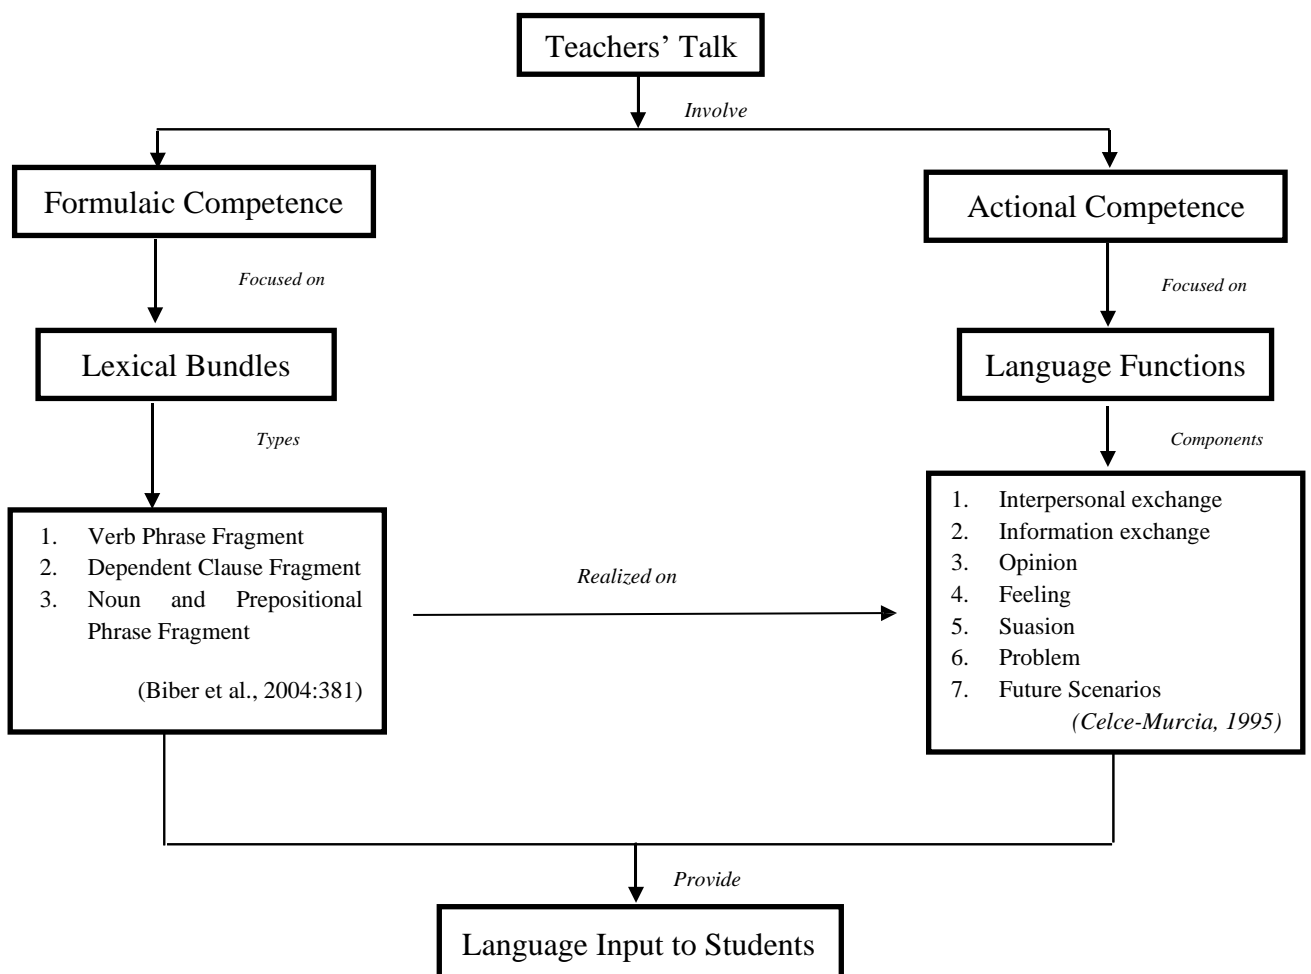 Teachers’ Talk
Involve
Formulaic Competence
Actional Competence
Focused on
Focused on
Lexical Bundles
Language Functions
Types
Components
1. Verb Phrase Fragment
2. Dependent Clause Fragment
3. Noun and Prepositional
Phrase Fragment
(Biber et al., 2004:381)
Realized on
1. Interpersonal exchange
2. Information exchange
3. Opinion
4. Feeling
5. Suasion
6. Problem
7. Future Scenarios
(Celce-Murcia, 1995)
Provide
Language Input to Students